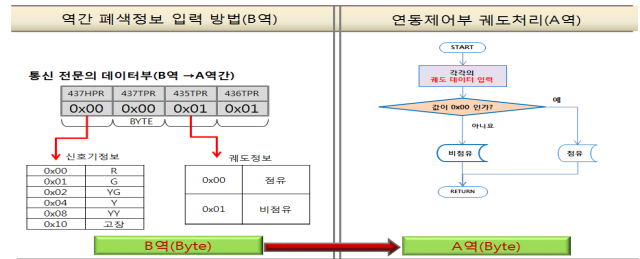 역간 폐색정보 입력 방법(B역)
연동제어부 궤도처리(A역)
통신 전문의 데이터부(B역 →A역간)
437HPR 437TPR 435TPR 436TPR
0x00 0x00 0x01 0x01
BYTE
신호기정보
0x00 R
0x01 G
0x02 YG
0x04 Y
0x08 YY
0x10 고장
궤도정보
0x00 점유
0x01 비점유
START
각각의
궤도 데이터 입력
값이 0x00 인가?
예
아니요
비점유
점유
RETURN
B역(Byte)
A역(Byte)